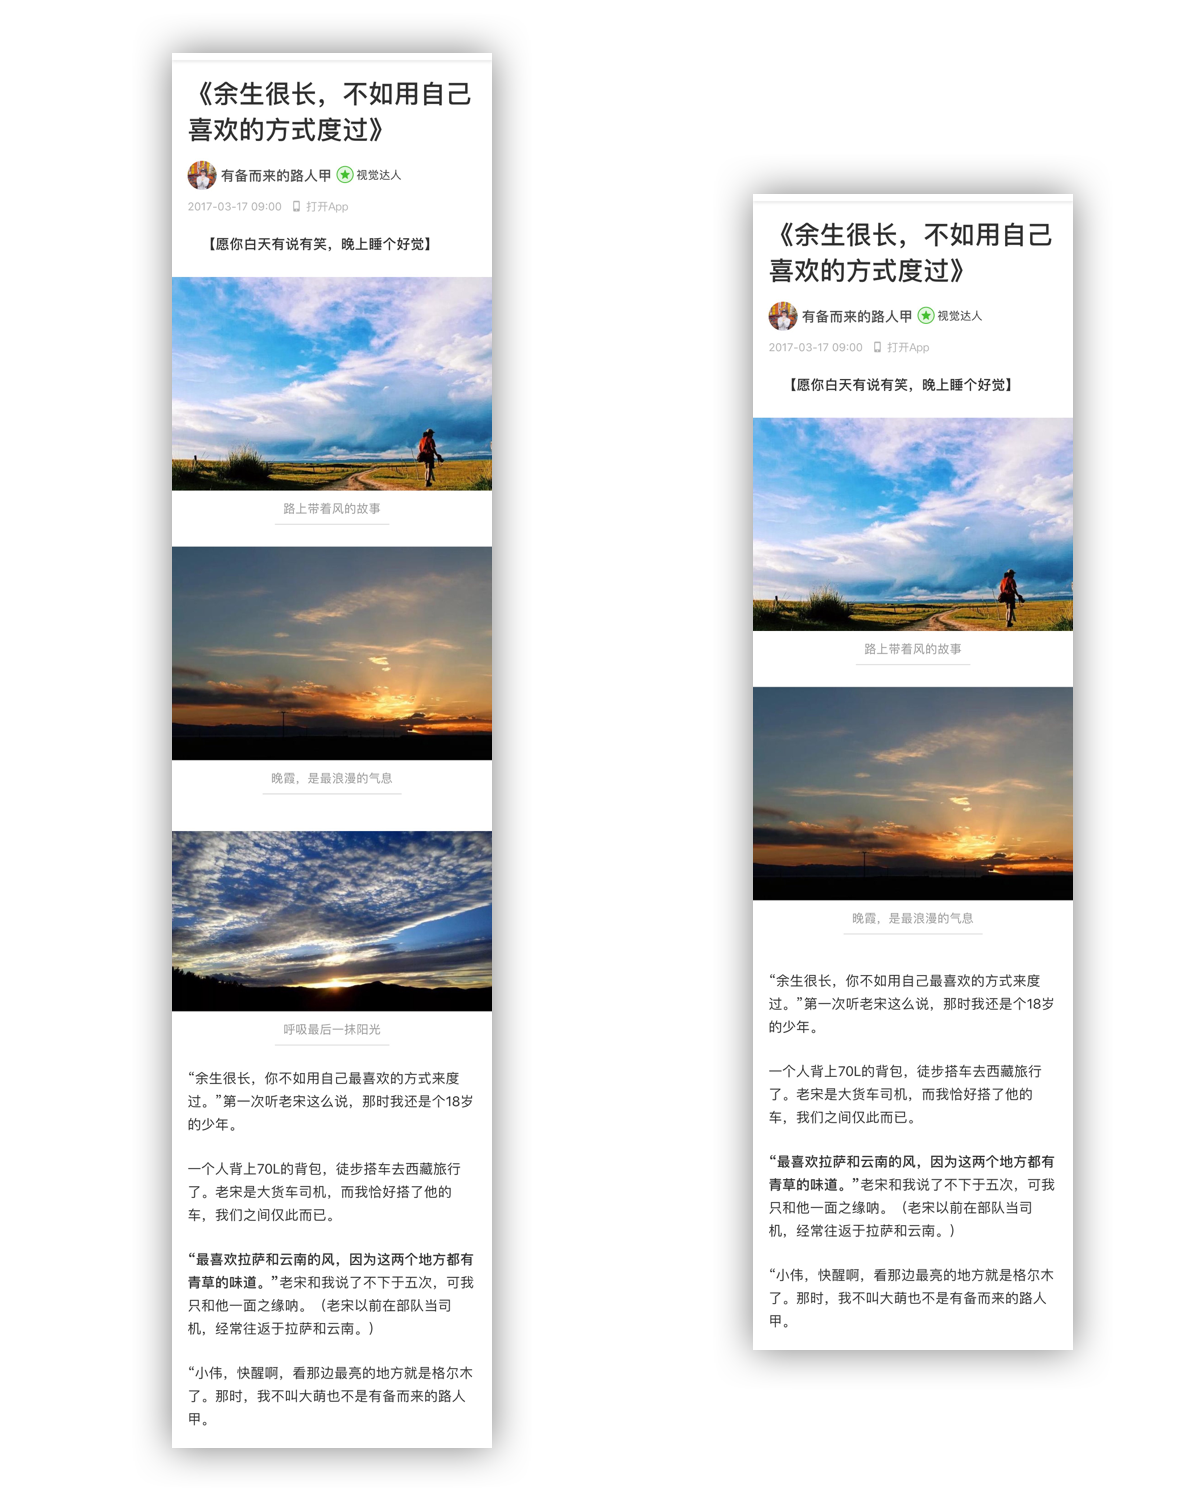 《余生很长，不如用自己
喜欢的方式度过》
有备而来的路人甲 视觉达人
2017-03-17 09:00 打开App
【愿你白天有说有笑，晚上睡个好觉】
路上带着风的故事
晚霞，是最浪漫的气息
呼吸最后一抹阳光
“余生很长，你不如用自己最喜欢的方式来度
过。”第一次听老宋这么说，那时我还是个18岁
的少年。
一个人背上70L的背包，徒步搭车去西藏旅行
了。老宋是大货车司机，而我恰好搭了他的
车，我们之间仅此而已。
“最喜欢拉萨和云南的风，因为这两个地方都有
青草的味道。”老宋和我说了不下于五次，可我
只和他一面之缘呐。（老宋以前在部队当司
机，经常往返于拉萨和云南。）
“小伟，快醒啊，看那边最亮的地方就是格尔木
了。那时，我不叫大萌也不是有备而来的路人
甲。
《余生很长，不如用自己
喜欢的方式度过》
有备而来的路人甲 视觉达人
2017-03-17 09:00 打开App
【愿你白天有说有笑，晚上睡个好觉】
路上带着风的故事
晚霞，是最浪漫的气息
“余生很长，你不如用自己最喜欢的方式来度
过。”第一次听老宋这么说，那时我还是个18岁
的少年。
一个人背上70L的背包，徒步搭车去西藏旅行
了。老宋是大货车司机，而我恰好搭了他的
车，我们之间仅此而已。
“最喜欢拉萨和云南的风，因为这两个地方都有
青草的味道。”老宋和我说了不下于五次，可我
只和他一面之缘呐。（老宋以前在部队当司
机，经常往返于拉萨和云南。）
“小伟，快醒啊，看那边最亮的地方就是格尔木
了。那时，我不叫大萌也不是有备而来的路人
甲。